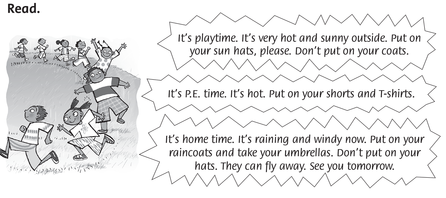 Read.
It's playtime. It's very hot and sunny outside. Put on
your sun hats, please. Don't put on your coats.
It's P.E. time. It's hot. Put on your shorts and T-shirts.
It's home time. It's raining and windy now. Put on your
raincoats and take your umbrellas. Don't put on your
hats. They can fly away. See you tomorrow.